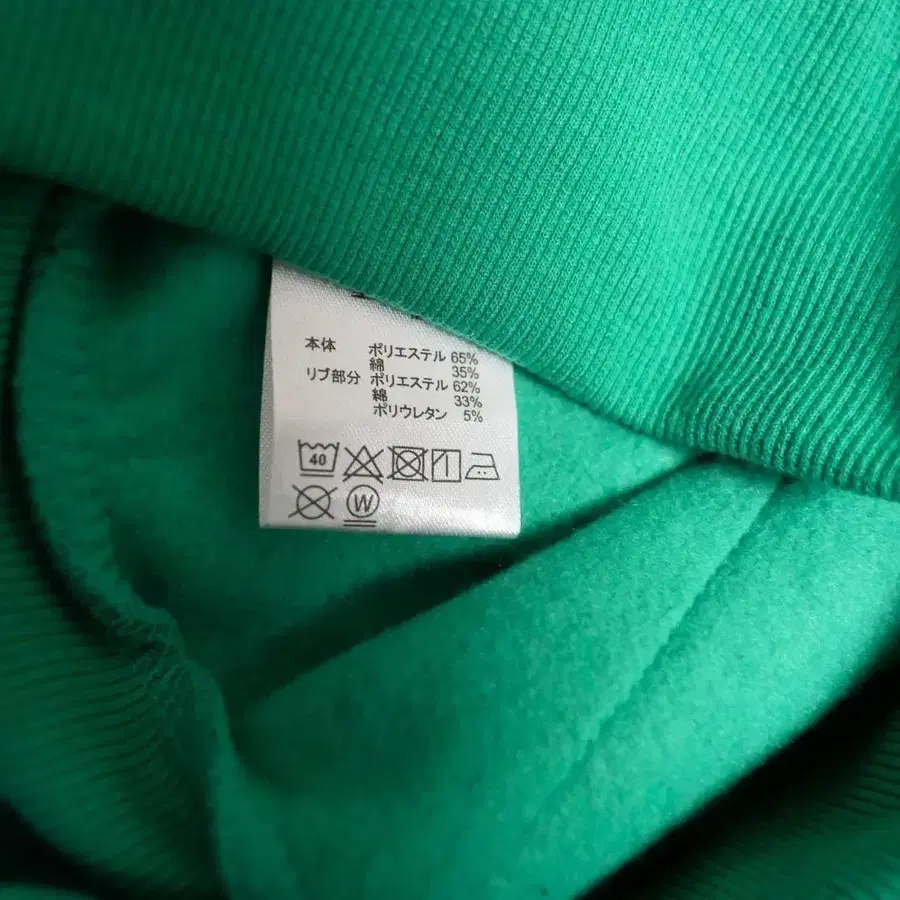 本体 ポリエステル 65%
綿 35%
リブ部分 ポリエステル 62%
綿 33%
ポリウレタン 5%
40
W